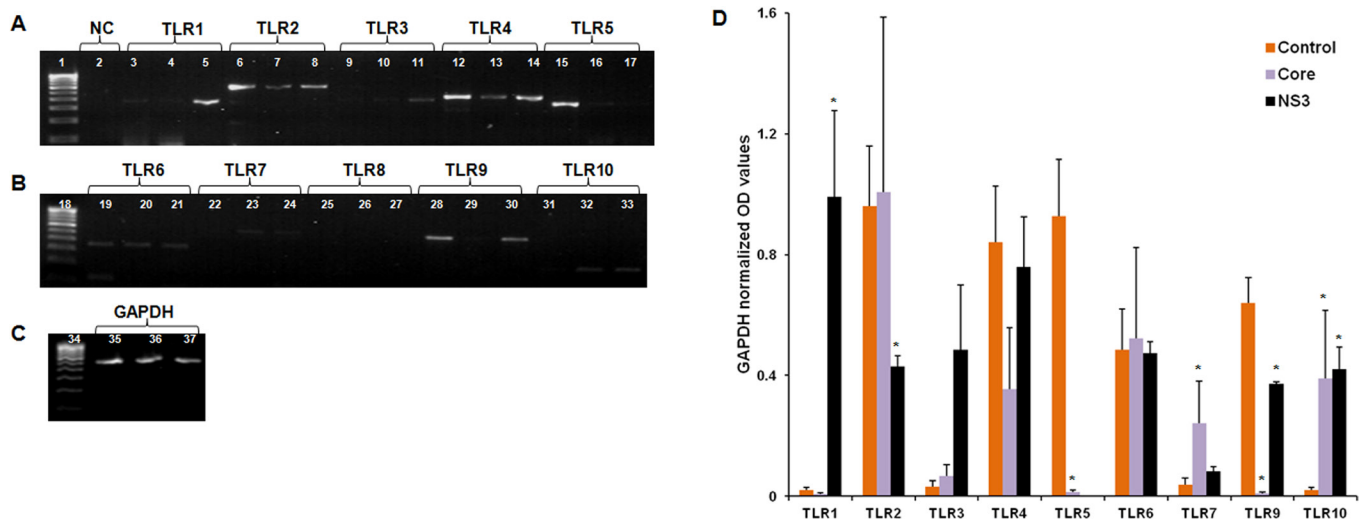 A
NC TLR1 TLR2 TLR3 TLR4 TLR5
1 2 3 4 5 6 7 8 9 10 11 12 13 14 15 16 17
B
TLR6 TLR7 TLR8 TLR9 TLR10
18 19 20 21 22 23 24 25 26 27 28 29 30 31 32 33
C
GAPDH
34 35 36 37
D
GAPDH normalized OD values
1.6
1.2
0.8
0.4
0
Control
Core
NS3
* * * * * * * *
TLR1 TLR2 TLR3 TLR4 TLR5 TLR6 TLR7 TLR9 TLR10